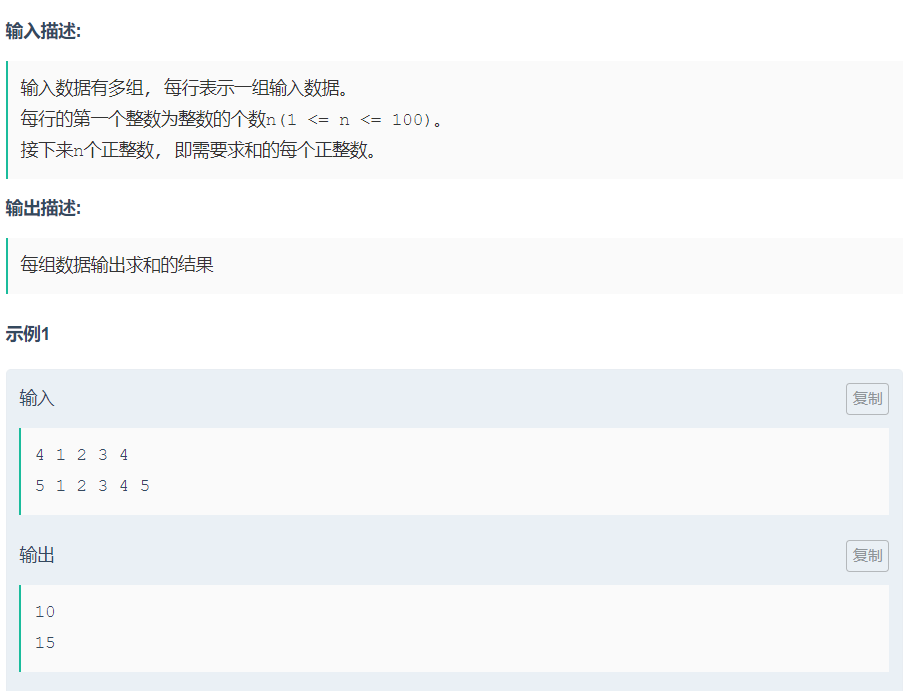 输入描述:
输入数据有多组, 每行表示一组输入数据。
每行的第一个整数为整数的个数n(1 <= n <= 100)。
接下来n个正整数, 即需要求和的每个正整数。
输出描述:
每组数据输出求和的结果
示例1
输入
复制
4 1 2 3 4
5 1 2 3 4 5
输出
复制
10
15